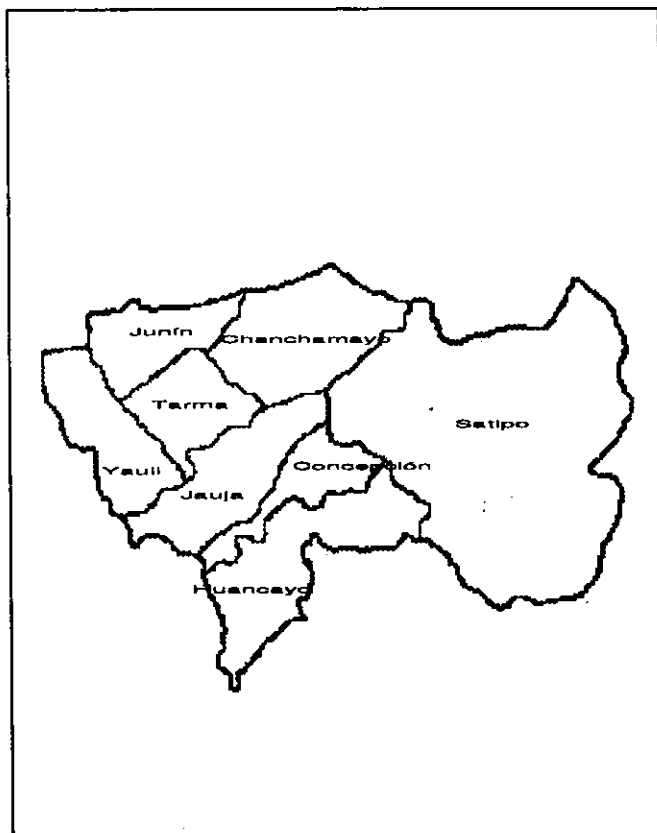 Junín
Chanchamayo
Tarma
Satipo
Yauli
Concepción
Jauja
Huancayo